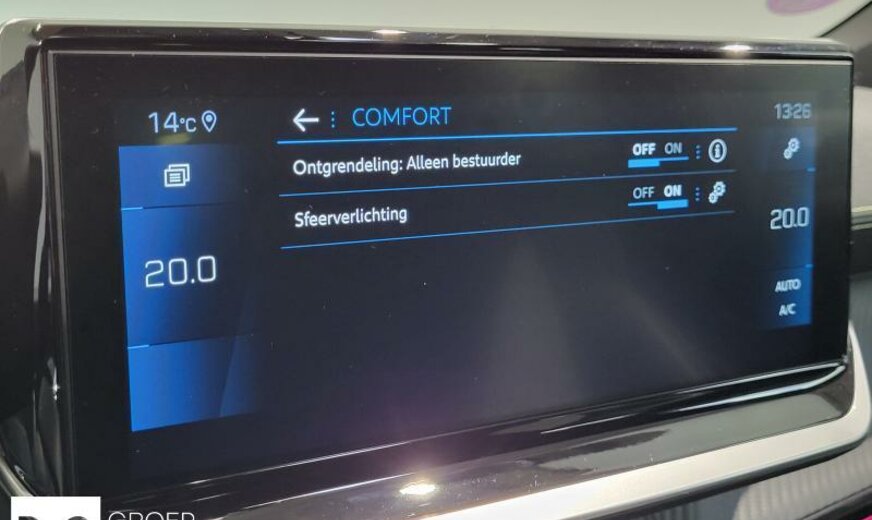 14°C
COMFORT
13:26
Ontgrendeling: Alleen bestuurder
OFF ON
Sfeerverlichting
OFF ON
20.0
20.0
AUTO
A/C
GROEP